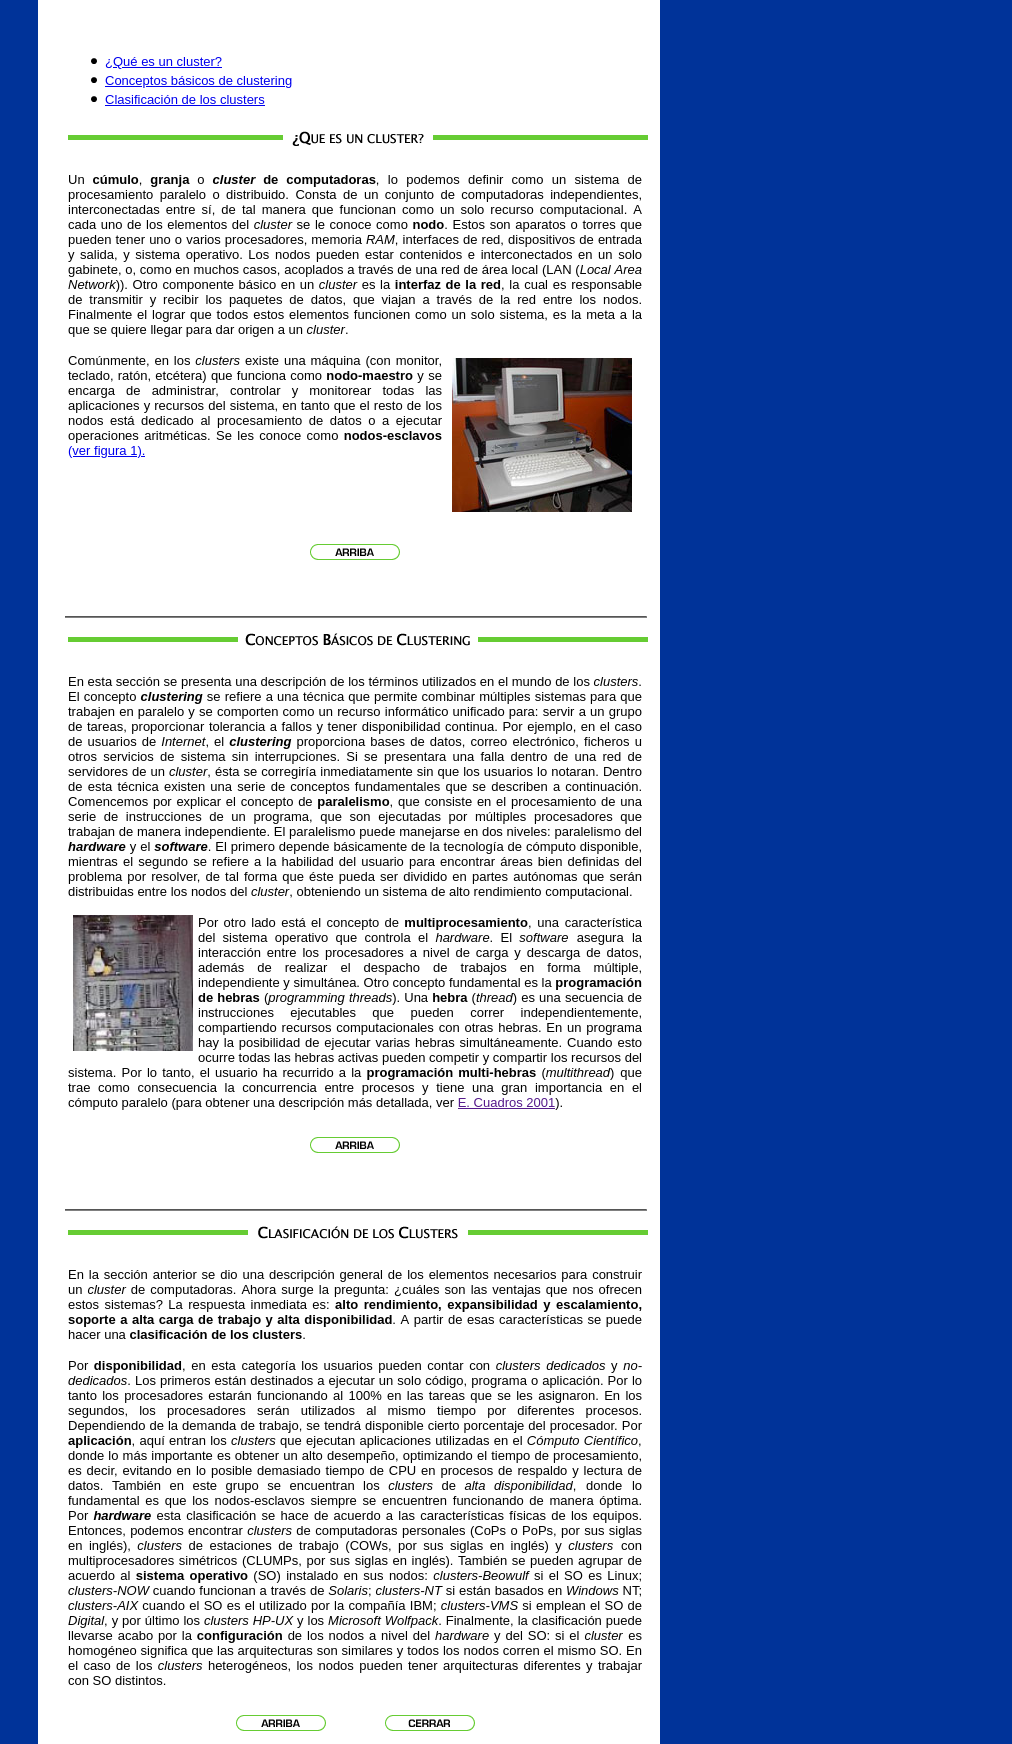 ¿Qué es un cluster?
Conceptos básicos de clustering
Clasificación de los clusters
¿Que es un cluster?
Un cúmulo, granja o cluster de computadoras, lo podemos definir como un sistema de
procesamiento paralelo o distribuido. Consta de un conjunto de computadoras independientes,
interconectadas entre sí, de tal manera que funcionan como un solo recurso computacional. A
cada uno de los elementos del cluster se le conoce como nodo. Estos son aparatos o torres que
pueden tener uno o varios procesadores, memoria RAM, interfaces de red, dispositivos de entrada
y salida, y sistema operativo. Los nodos pueden estar contenidos e interconectados en un solo
gabinete, o, como en muchos casos, acoplados a través de una red de área local (LAN (Local Area
Network)). Otro componente básico en un cluster es la interfaz de la red, la cual es responsable
de transmitir y recibir los paquetes de datos, que viajan a través de la red entre los nodos.
Finalmente el lograr que todos estos elementos funcionen como un solo sistema, es la meta a la
que se quiere llegar para dar origen a un cluster.
Comúnmente, en los clusters existe una máquina (con monitor,
teclado, ratón, etcétera) que funciona como nodo-maestro y se
encarga de administrar, controlar y monitorear todas las
aplicaciones y recursos del sistema, en tanto que el resto de los
nodos está dedicado al procesamiento de datos o a ejecutar
operaciones aritméticas. Se les conoce como nodos-esclavos
(ver figura 1).
ARRIBA
Conceptos Básicos de Clustering
En esta sección se presenta una descripción de los términos utilizados en el mundo de los clusters.
El concepto clustering se refiere a una técnica que permite combinar múltiples sistemas para que
trabajen en paralelo y se comporten como un recurso informático unificado para: servir a un grupo
de tareas, proporcionar tolerancia a fallos y tener disponibilidad continua. Por ejemplo, en el caso
de usuarios de Internet, el clustering proporciona bases de datos, correo electrónico, ficheros u
otros servicios de sistema sin interrupciones. Si se presentara una falla dentro de una red de
servidores de un cluster, ésta se corregiría inmediatamente sin que los usuarios lo notaran. Dentro
de esta técnica existen una serie de conceptos fundamentales que se describen a continuación.
Comencemos por explicar el concepto de paralelismo, que consiste en el procesamiento de una
serie de instrucciones de un programa, que son ejecutadas por múltiples procesadores que
trabajan de manera independiente. El paralelismo puede manejarse en dos niveles: paralelismo del
hardware y el software. El primero depende básicamente de la tecnología de cómputo disponible,
mientras el segundo se refiere a la habilidad del usuario para encontrar áreas bien definidas del
problema por resolver, de tal forma que éste pueda ser dividido en partes autónomas que serán
distribuidas entre los nodos del cluster, obteniendo un sistema de alto rendimiento computacional.
Por otro lado está el concepto de multiprocesamiento, una característica
del sistema operativo que controla el hardware. El software asegura la
interacción entre los procesadores a nivel de carga y descarga de datos,
además de realizar el despacho de trabajos en forma múltiple,
independiente y simultánea. Otro concepto fundamental es la programación
de hebras (programming threads). Una hebra (thread) es una secuencia de
instrucciones ejecutables que pueden correr independientemente,
compartiendo recursos computacionales con otras hebras. En un programa
hay la posibilidad de ejecutar varias hebras simultáneamente. Cuando esto
ocurre todas las hebras activas pueden competir y compartir los recursos del
sistema. Por lo tanto, el usuario ha recurrido a la programación multi-hebras (multithread) que
trae como consecuencia la concurrencia entre procesos y tiene una gran importancia en el
cómputo paralelo (para obtener una descripción más detallada, ver E. Cuadros 2001).
ARRIBA
Clasificación de los Clusters
En la sección anterior se dio una descripción general de los elementos necesarios para construir
un cluster de computadoras. Ahora surge la pregunta: ¿cuáles son las ventajas que nos ofrecen
estos sistemas? La respuesta inmediata es: alto rendimiento, expansibilidad y escalamiento,
soporte a alta carga de trabajo y alta disponibilidad. A partir de esas características se puede
hacer una clasificación de los clusters.
Por disponibilidad, en esta categoría los usuarios pueden contar con clusters dedicados y no-
dedicados. Los primeros están destinados a ejecutar un solo código, programa o aplicación. Por lo
tanto los procesadores estarán funcionando al 100% en las tareas que se les asignaron. En los
segundos, los procesadores serán utilizados al mismo tiempo por diferentes procesos.
Dependiendo de la demanda de trabajo, se tendrá disponible cierto porcentaje del procesador. Por
aplicación, aquí entran los clusters que ejecutan aplicaciones utilizadas en el Cómputo Científico,
donde lo más importante es obtener un alto desempeño, optimizando el tiempo de procesamiento,
es decir, evitando en lo posible demasiado tiempo de CPU en procesos de respaldo y lectura de
datos. También en este grupo se encuentran los clusters de alta disponibilidad, donde lo
fundamental es que los nodos-esclavos siempre se encuentren funcionando de manera óptima.
Por hardware esta clasificación se hace de acuerdo a las características físicas de los equipos.
Entonces, podemos encontrar clusters de computadoras personales (CoPs o PoPs, por sus siglas
en inglés), clusters de estaciones de trabajo (COWs, por sus siglas en inglés) y clusters con
multiprocesadores simétricos (CLUMPs, por sus siglas en inglés). También se pueden agrupar de
acuerdo al sistema operativo (SO) instalado en sus nodos: clusters-Beowulf si el SO es Linux;
clusters-NOW cuando funcionan a través de Solaris; clusters-NT si están basados en Windows NT;
clusters-AIX cuando el SO es el utilizado por la compañía IBM; clusters-VMS si emplean el SO de
Digital, y por último los clusters HP-UX y los Microsoft Wolfpack. Finalmente, la clasificación puede
llevarse acabo por la configuración de los nodos a nivel del hardware y del SO: si el cluster es
homogéneo significa que las arquitecturas son similares y todos los nodos corren el mismo SO. En
el caso de los clusters heterogéneos, los nodos pueden tener arquitecturas diferentes y trabajar
con SO distintos.
ARRIBA
CERRAR